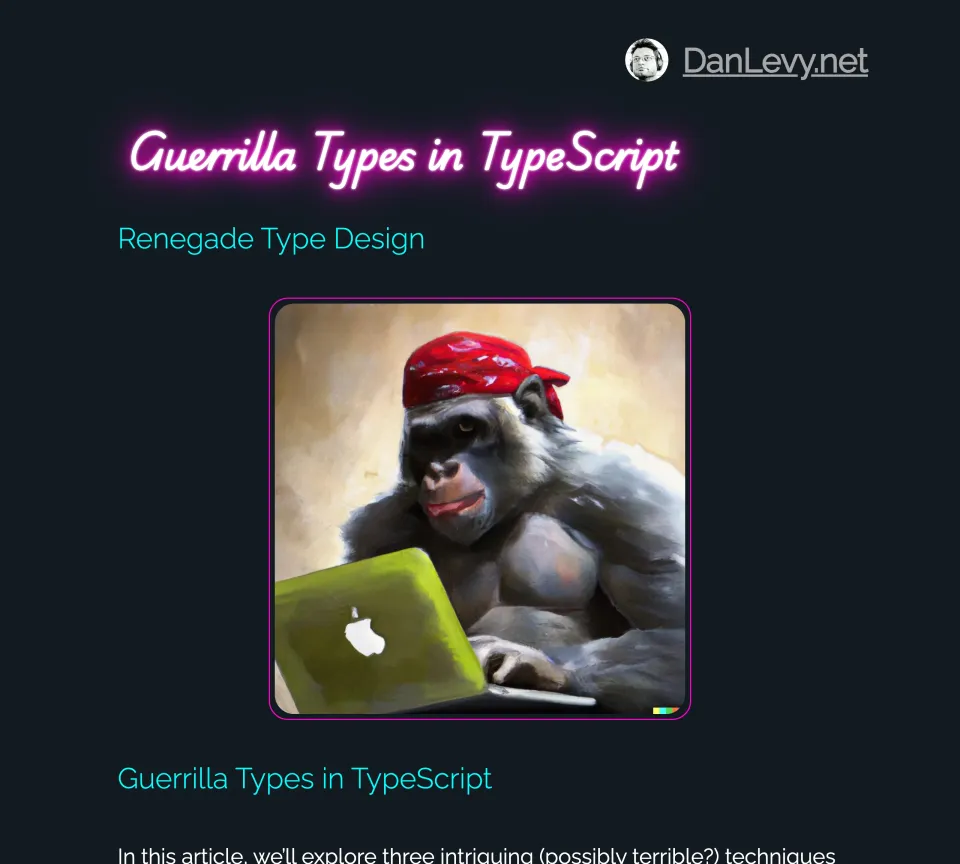 DanLevy.net
Guerrilla Types in TypeScript
Renegade Type Design
Guerrilla Types in TypeScript
In this article, we'll explore three intriguing (possibly terrible?) techniques